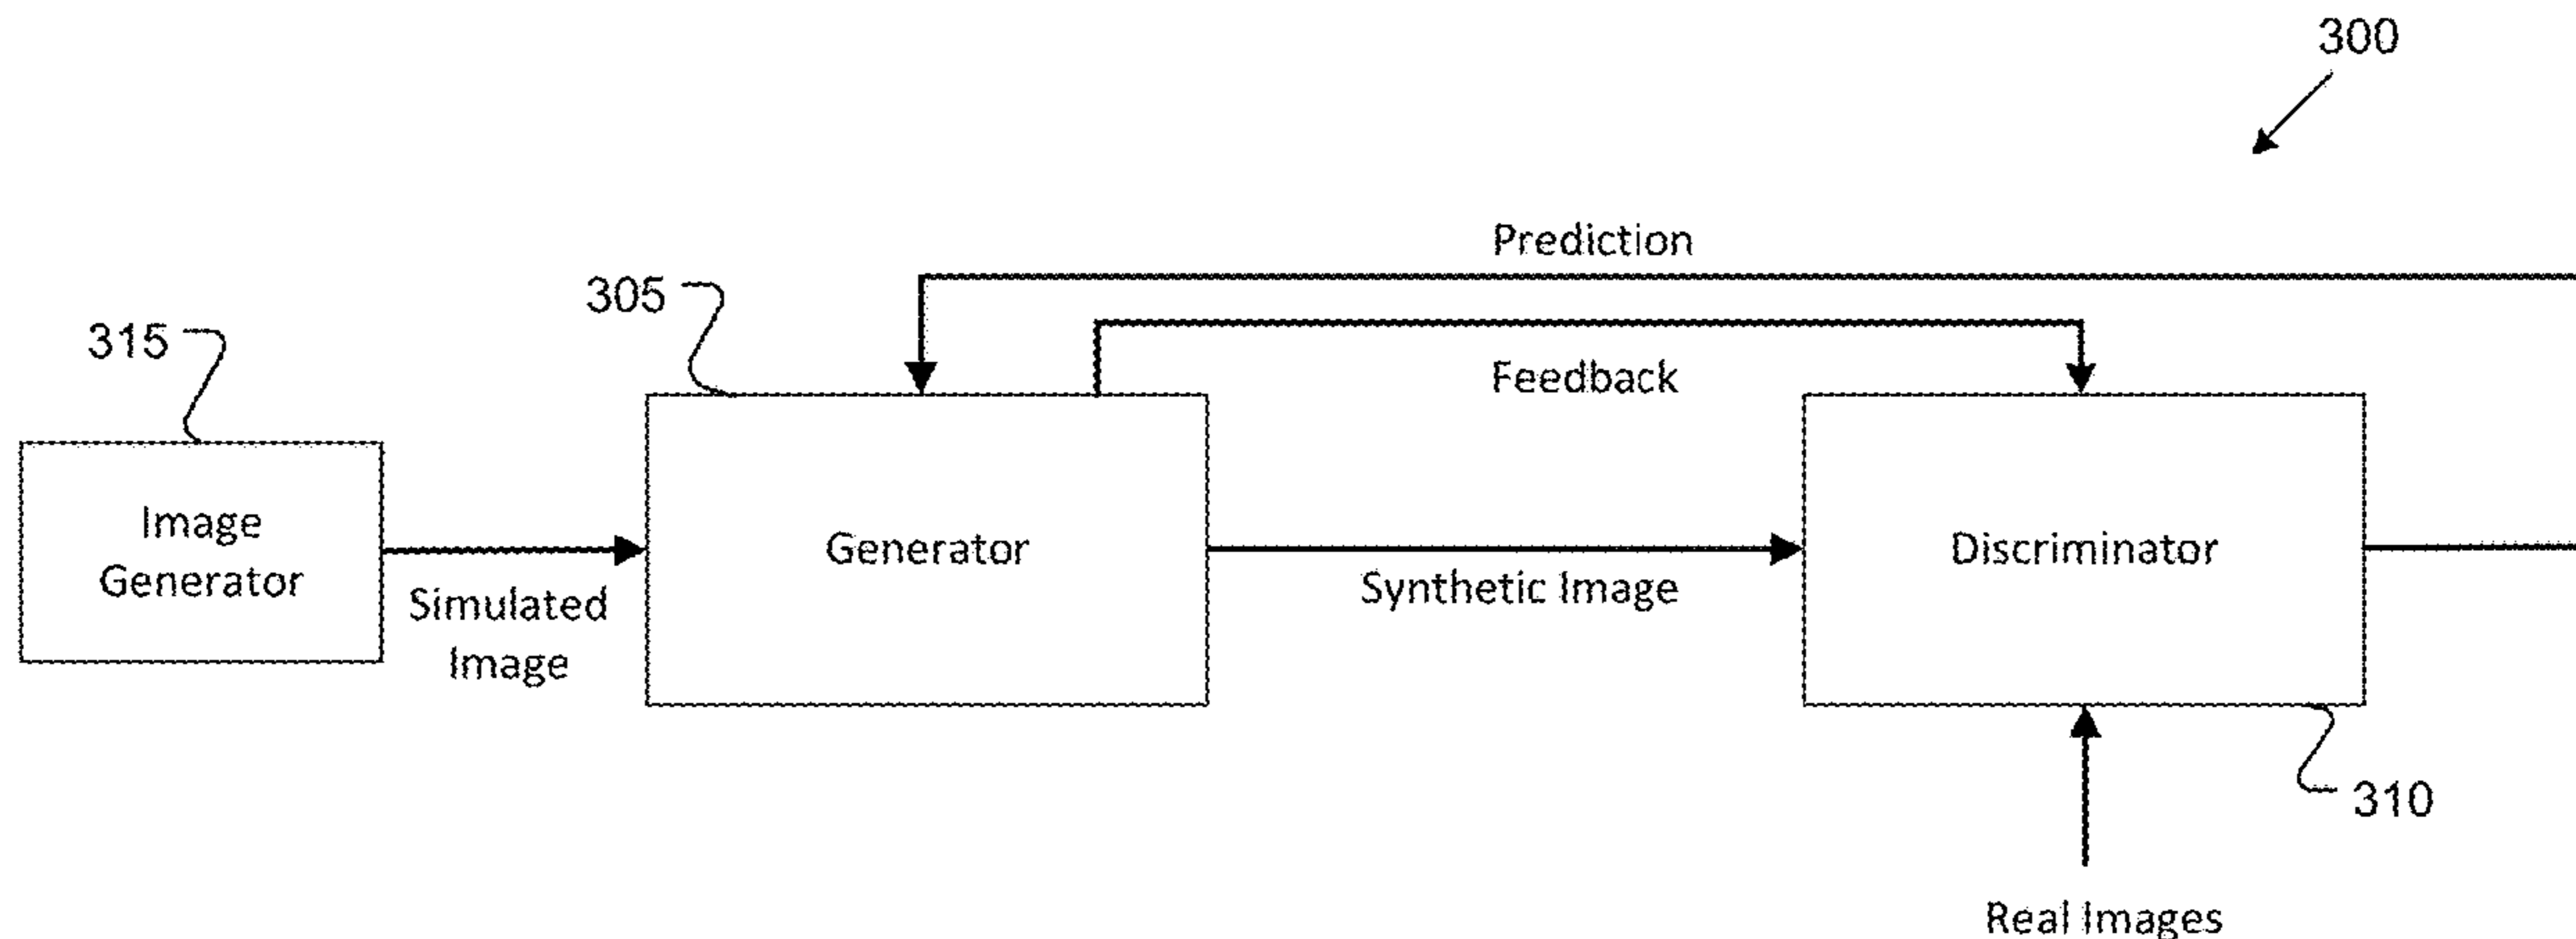 300
Prediction
305
315
Feedback
Image
Generator
Generator
Discriminator
Simulated
Image
Synthetic Image
310
Real Images